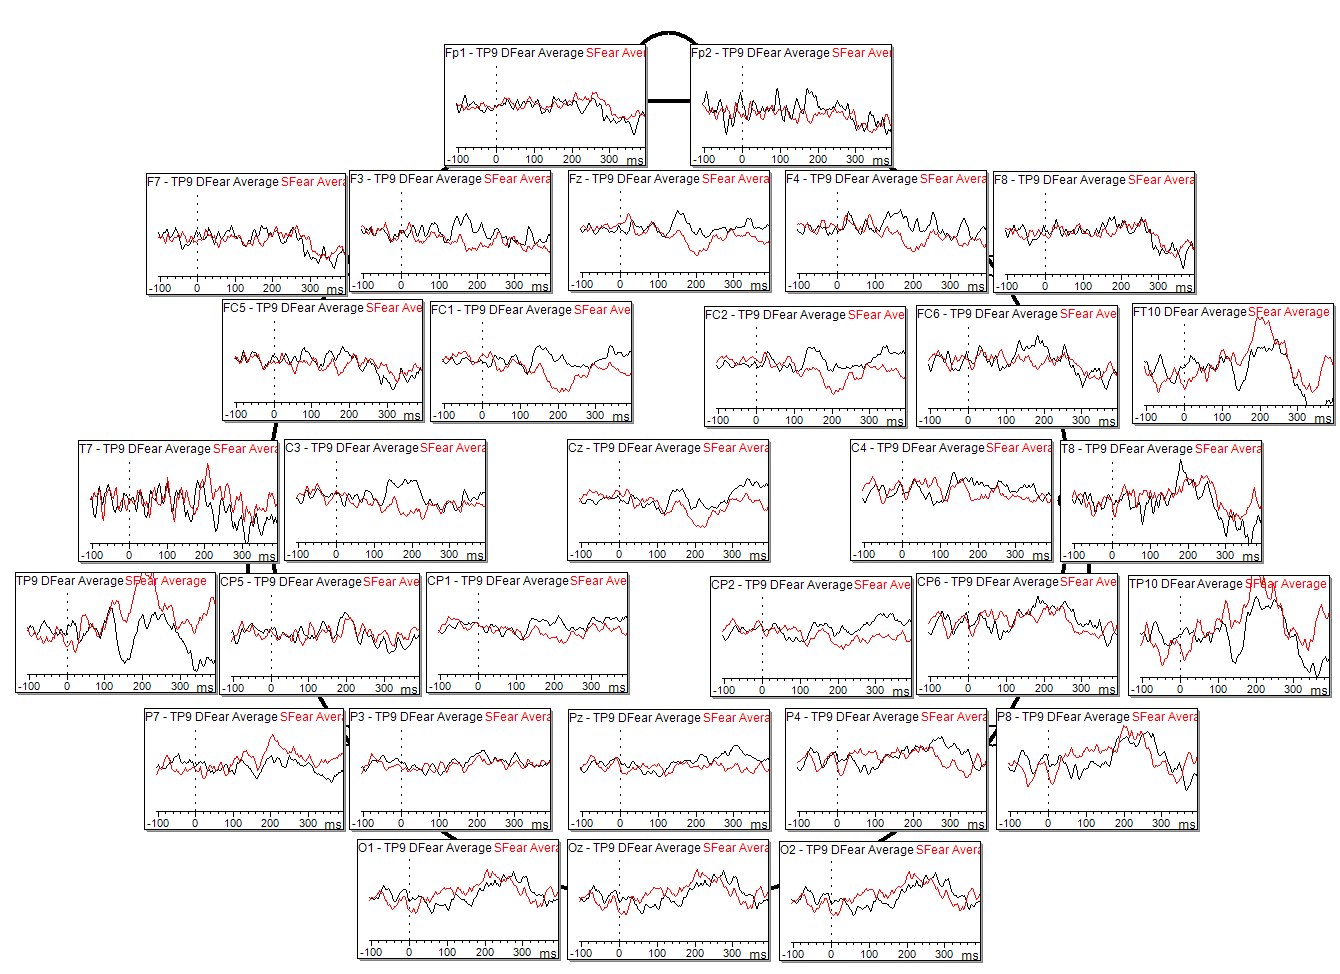 Fp1 - TP9 DFear Average SFear Aver
-100 0 100 200 300 ms
Fp2 - TP9 DFear Average SFear Aver
-100 0 100 200 300 ms
F7 - TP9 DFear Average SFear Avera
-100 0 100 200 300 ms
F3 - TP9 DFear Average SFear Avera
-100 0 100 200 300 ms
Fz - TP9 DFear Average SFear Avera
-100 0 100 200 300 ms
F4 - TP9 DFear Average SFear Avera
-100 0 100 200 300 ms
F8 - TP9 DFear Average SFear Avera
-100 0 100 200 300 ms
FC5 - TP9 DFear Average SFear Ave
-100 0 100 200 300 ms
FC1 - TP9 DFear Average SFear Ave
-100 0 100 200 300 ms
FC2 - TP9 DFear Average SFear Ave
-100 0 100 200 300 ms
FC6 - TP9 DFear Average SFear Ave
-100 0 100 200 300 ms
FT10 DFear Average SFear Average
-100 0 100 200 300 ms
T7 - TP9 DFear Average SFear Avera
-100 0 100 200 300 ms
C3 - TP9 DFear Average SFear Avera
-100 0 100 200 300 ms
Cz - TP9 DFear Average SFear Avera
-100 0 100 200 300 ms
C4 - TP9 DFear Average SFear Avera
-100 0 100 200 300 ms
T8 - TP9 DFear Average SFear Avera
-100 0 100 200 300 ms
TP9 DFear Average SFear Average
-100 0 100 200 300 ms
CP5 - TP9 DFear Average SFear Ave
-100 0 100 200 300 ms
CP1 - TP9 DFear Average SFear Ave
-100 0 100 200 300 ms
CP2 - TP9 DFear Average SFear Ave
-100 0 100 200 300 ms
CP6 - TP9 DFear Average SFear Ave
-100 0 100 200 300 ms
TP10 DFear Average SFear Average
-100 0 100 200 300 ms
P7 - TP9 DFear Average SFear Avera
-100 0 100 200 300 ms
P3 - TP9 DFear Average SFear Avera
-100 0 100 200 300 ms
Pz - TP9 DFear Average SFear Avera
-100 0 100 200 300 ms
P4 - TP9 DFear Average SFear Avera
-100 0 100 200 300 ms
P8 - TP9 DFear Average SFear Avera
-100 0 100 200 300 ms
O1 - TP9 DFear Average SFear Avera
-100 0 100 200 300 ms
Oz - TP9 DFear Average SFear Avera
-100 0 100 200 300 ms
O2 - TP9 DFear Average SFear Avera
-100 0 100 200 300 ms